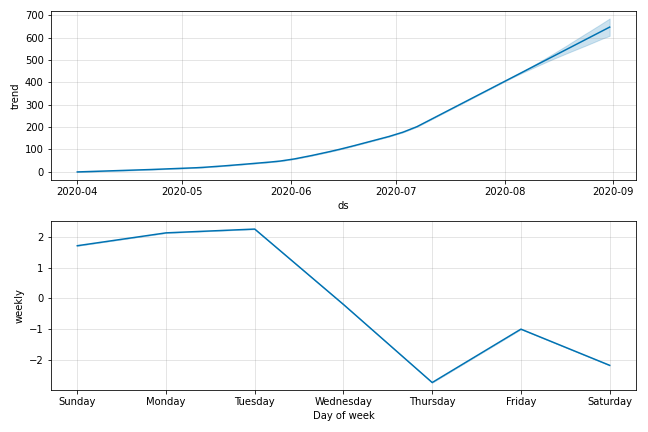 700
600
500
400
300
200
100
0
trend
2020-04 2020-05 2020-06 2020-07 2020-08 2020-09
ds
2
1
0
−1
−2
weekly
Sunday Monday Tuesday Wednesday Thursday Friday Saturday
Day of week